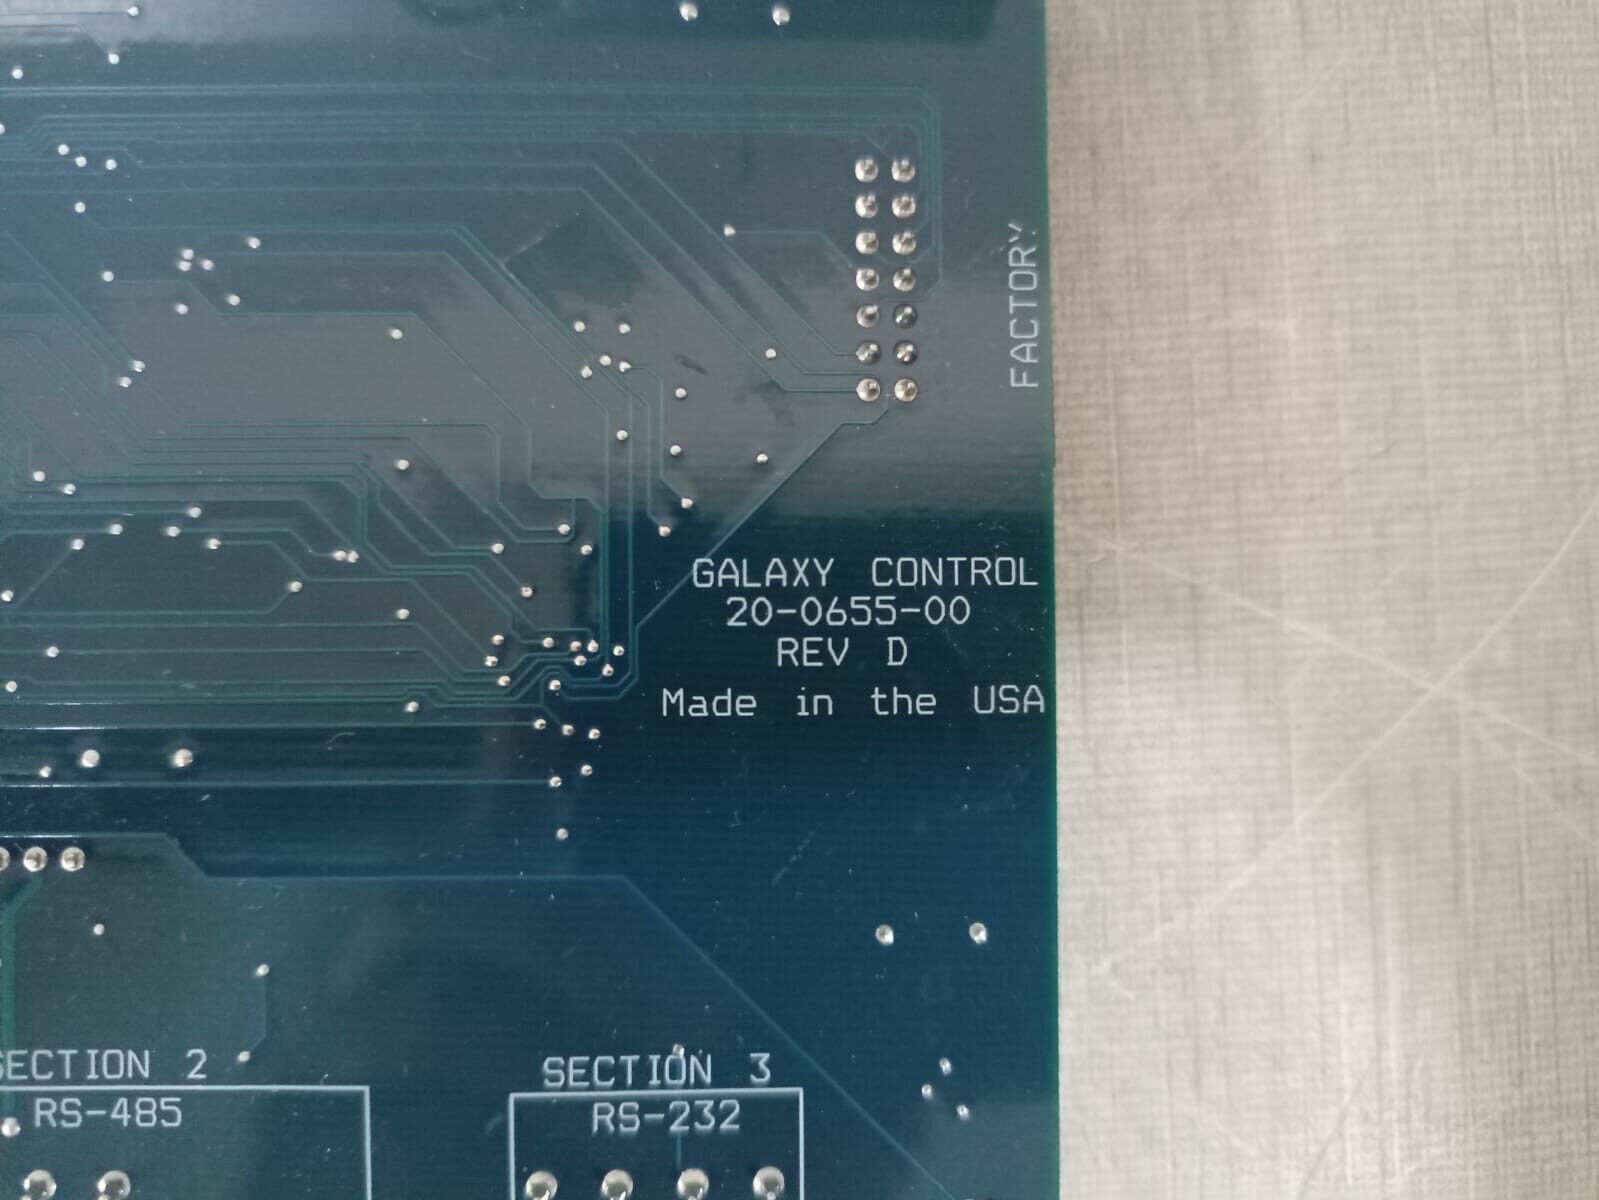 FACTORY
GALAXY CONTROL
20-0655-00
REV D
Made in the USA
SECTION 2
RS-485
SECTION 3
RS-232